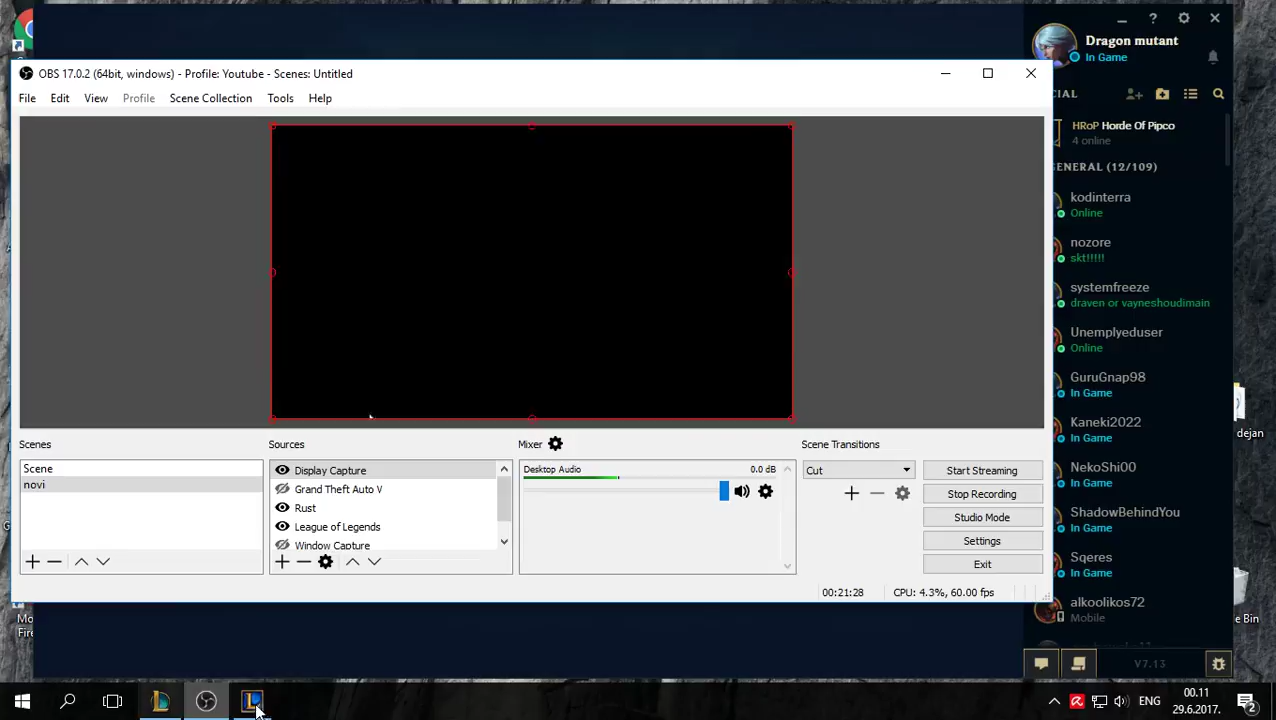 Dragon mutant
In Game
OBS 17.0.2 (64bit, windows) - Profile: Youtube - Scenes: Untitled
File Edit View Profile Scene Collection Tools Help
CIAL
HRoP Horde Of Pipco
4 online
GENERAL (12/109)
kodinterra
Online
nozore
skt!!!!!
systemfreeze
draven or vayneshoudimain
Unemplyeduser
Online
GuruGnap98
In Game
Kaneki2022
In Game
NekoShi00
In Game
ShadowBehindYou
In Game
Sqeres
In Game
alkoolikos72
Mobile
V7.13
Scenes
Scene
novi
Sources
Display Capture
Grand Theft Auto V
Rust
League of Legends
Window Capture
Mixer
Desktop Audio 0.0 dB
Scene Transitions
Cut
Start Streaming
Stop Recording
Studio Mode
Settings
Exit
00:21:28 CPU: 4.3%, 60.00 fps
dejan
e Bin
Mo
Fire
ENG
00.11
29.6.2017.
2